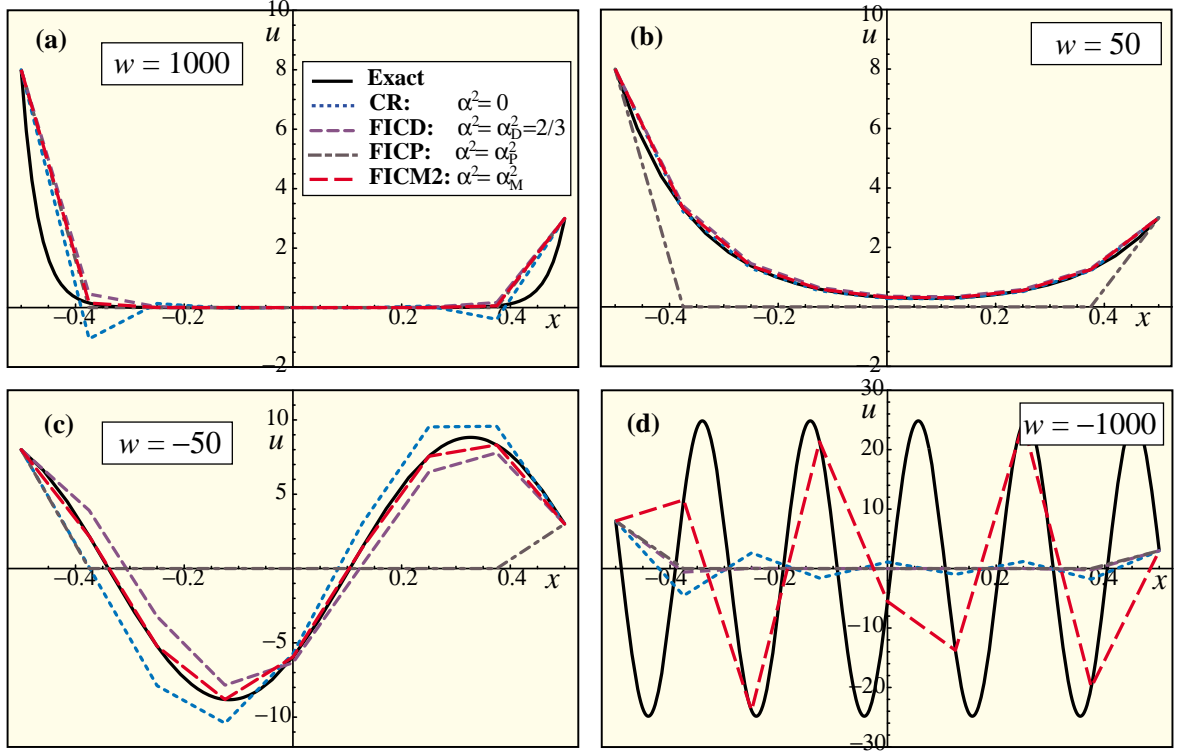 (a)
w = 1000
u
10
8
6
4
2
−2
−0.4
−0.2
0.2
0.4
x
Exact
CR: α²= 0
FICD: α²= α²_D=2/3
FICP: α²= α²_P
FICM2: α²= α²_M
(b)
w = 50
u
10
8
6
4
2
−2
−0.4
−0.2
0.2
0.4
x
(c)
w = −50
u
10
5
−5
−10
−0.4
−0.2
0.2
0.4
x
(d)
w = −1000
u
30
20
10
−10
−20
−30
−0.4
−0.2
0.2
0.4
x